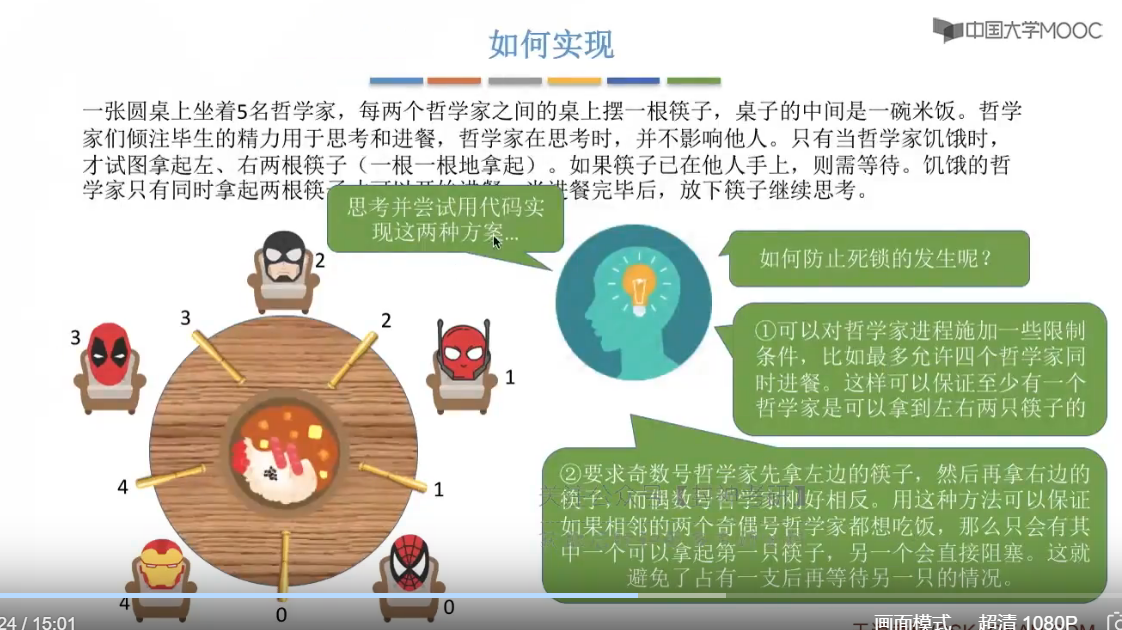 中国大学MOOC
如何实现
一张圆桌上坐着5名哲学家，每两个哲学家之间的桌上摆一根筷子，桌子的中间是一碗米饭。哲学
家们倾注毕生的精力用于思考和进餐，哲学家在思考时，并不影响他人。只有当哲学家饥饿时，
才试图拿起左、右两根筷子（一根一根地拿起）。如果筷子已在他人手上，则需等待。饥饿的哲
学家只有同时拿起两根筷 进餐完毕后，放下筷子继续思考。
思考并尝试用代码实
现这两种方案...
如何防止死锁的发生呢？
①可以对哲学家进程施加一些限制
条件，比如最多允许四个哲学家同
时进餐。这样可以保证至少有一个
哲学家是可以拿到左右两只筷子的
②要求奇数号哲学家先拿左边的筷子，然后再拿右边的
筷子，而偶数号哲学家刚好相反。用这种方法可以保证
如果相邻的两个奇偶号哲学家都想吃饭，那么只会有其
中一个可以拿起第一只筷子，另一个会直接阻塞。这就
避免了占有一支后再等待另一只的情况。
2
3
2
3
1
4
1
4
0
0
24 / 15:01
画面模式
超清 1080P